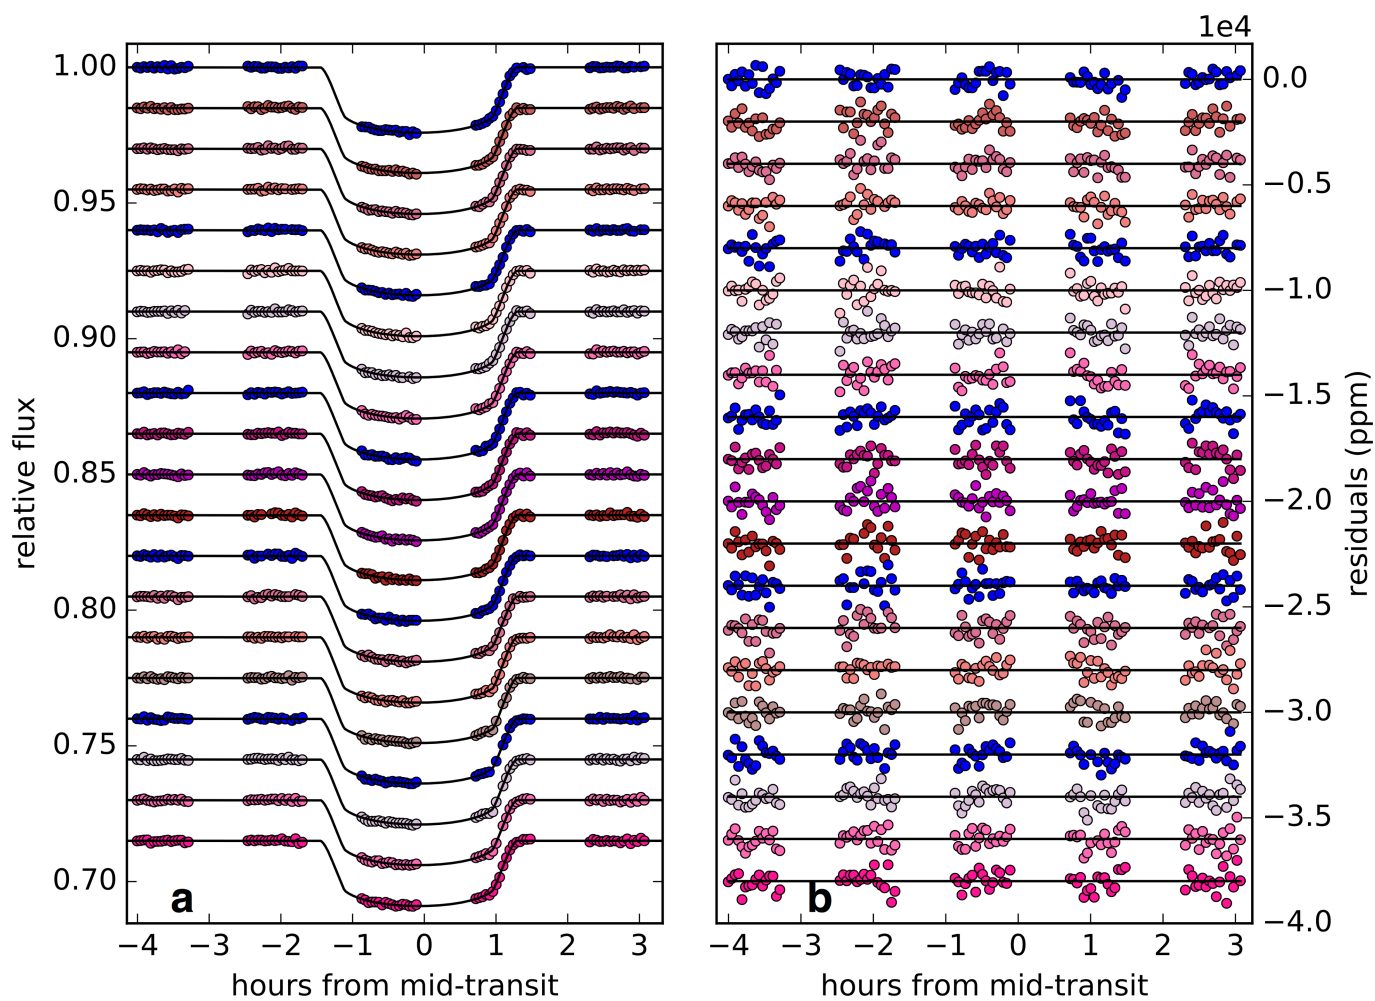 1e4
1.00
0.95
0.90
0.85
0.80
0.75
0.70
relative flux
a
−4 −3 −2 −1 0 1 2 3
hours from mid-transit
0.0
−0.5
−1.0
−1.5
−2.0
−2.5
−3.0
−3.5
−4.0
residuals (ppm)
b
−4 −3 −2 −1 0 1 2 3
hours from mid-transit